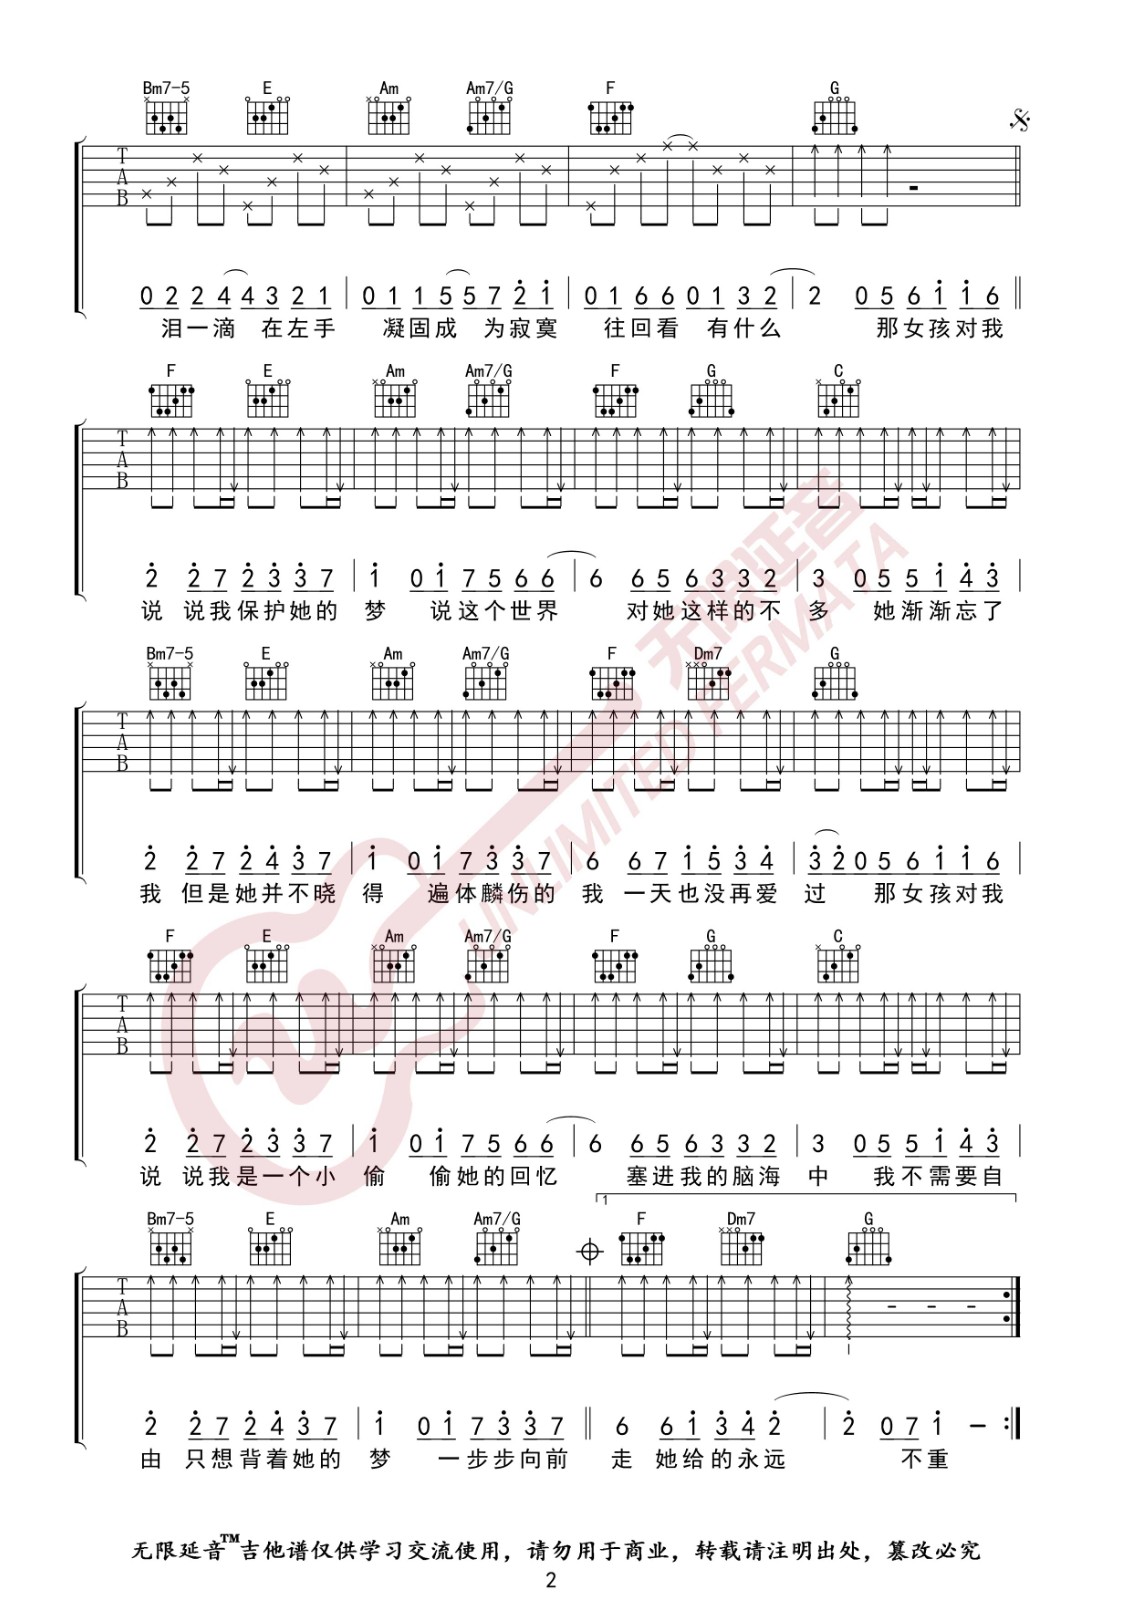 Bm7-5 E Am Am7/G F G
T A B
0 2 2 4 4 3 2 1 | 0 1 1 5 5 7 2 1 | 0 1 6 6 0 1 3 2 | 2 0 5 6 1 1 6
泪一滴 在左手 凝固成 为寂寞 往回看 有什么 那女孩对我
F E Am Am7/G F G C
T A B
2 2 7 2 3 3 7 | 1 0 1 7 5 6 6 | 6 6 5 6 3 3 2 | 3 0 5 5 1 4 3 |
说 说我保护她的 梦 说这个世界 对她这样的不 多 她渐渐忘了
Bm7-5 E Am Am7/G F Dm7 G
T A B
2 2 7 2 4 3 7 | 1 0 1 7 3 3 7 | 6 6 7 1 5 3 4 | 3 2 0 5 6 1 1 6 |
我 但是她并不晓 得 遍体麟伤的 我 一天也没再爱 过 那女孩对我
F E Am Am7/G F G C
T A B
2 2 7 2 3 3 7 | 1 0 1 7 5 6 6 | 6 6 5 6 3 3 2 | 3 0 5 5 1 4 3 |
说 说我是一个小 偷 偷她的回忆 塞进我的脑海 中 我不需要自
1
Bm7-5 E Am Am7/G F Dm7 G
T A B
2 2 7 2 4 3 7 | 1 0 1 7 3 3 7 | 6 6 1 3 4 2 | 2 0 7 1 –
由 只想背着她的 梦 一步步向前 走 她给的永远 不重
无限延音
UNLIMITED FERMATA
无限延音™吉他谱仅供学习交流使用，请勿用于商业，转载请注明出处，篡改必究
2